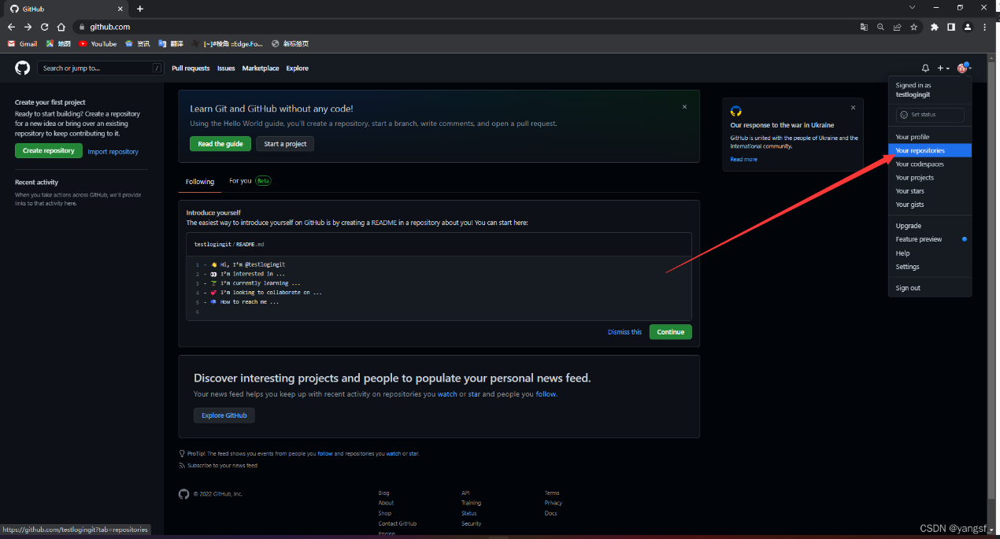 GitHub
github.com
Gmail
地图
YouTube
资讯
翻译
[~]#棱角 ::Edge.Fo...
新标签页
Search or jump to...
/
Pull requests
Issues
Marketplace
Explore
Create your first project
Ready to start building? Create a repository
for a new idea or bring over an existing
repository to keep contributing to it.
Create repository
Import repository
Recent activity
When you take actions across GitHub, we'll provide
links to that activity here.
Learn Git and GitHub without any code!
Using the Hello World guide, you'll create a repository, start a branch, write comments, and open a pull request.
Read the guide
Start a project
Following
For you
Beta
Introduce yourself
The easiest way to introduce yourself on GitHub is by creating a README in a repository about you! You can start here:
testlogingit/README.md
1 - 👋 Hi, I'm @testlogingit
2 - 👀 I'm interested in ...
3 - 🌱 I'm currently learning ...
4 - 💞️ I'm looking to collaborate on ...
5 - 📫 How to reach me ...
6
Dismiss this
Continue
Discover interesting projects and people to populate your personal news feed.
Your news feed helps you keep up with recent activity on repositories you watch or star and people you follow.
Explore GitHub
ProTip! The feed shows you events from people you follow and repositories you watch or star.
Subscribe to your news feed
© 2022 GitHub, Inc.
Blog
About
Shop
Contact GitHub
Pricing
API
Training
Status
Security
Terms
Privacy
Docs
Our response to the war in Ukraine
GitHub is united with the people of Ukraine and the
international community.
Read more
Signed in as
testlogingit
Set status
Your profile
Your repositories
Your codespaces
Your projects
Your stars
Your gists
Upgrade
Feature preview
Help
Settings
Sign out
https://github.com/testlogingit?tab=repositories
CSDN @yangsf_